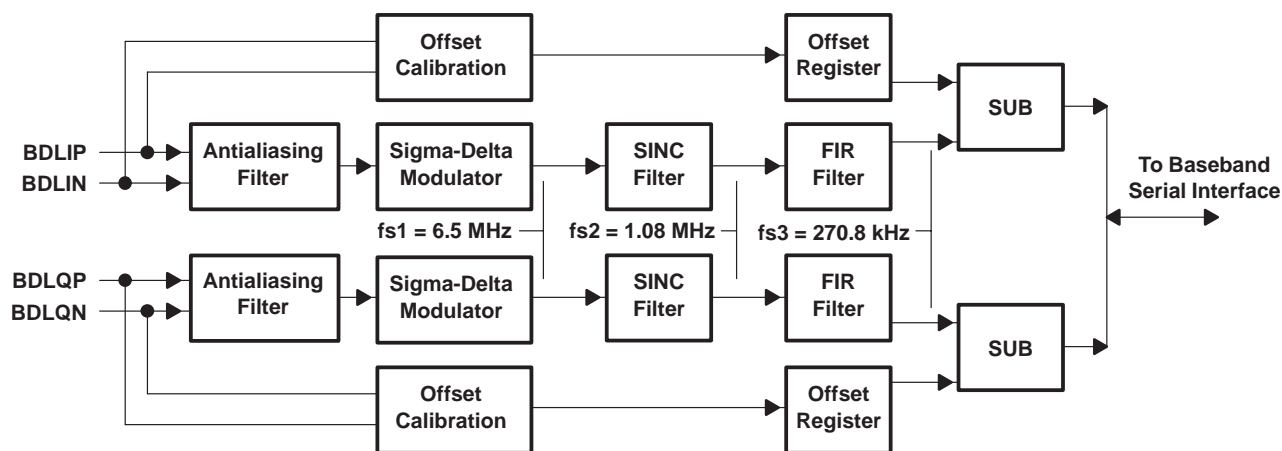 Offset
Calibration
Offset
Register
SUB
BDLIP
BDLIN
Antialiasing
Filter
Sigma-Delta
Modulator
SINC
Filter
FIR
Filter
To Baseband
Serial Interface
fs1 = 6.5 MHz
fs2 = 1.08 MHz
fs3 = 270.8 kHz
BDLQP
BDLQN
Antialiasing
Filter
Sigma-Delta
Modulator
SINC
Filter
FIR
Filter
SUB
Offset
Calibration
Offset
Register